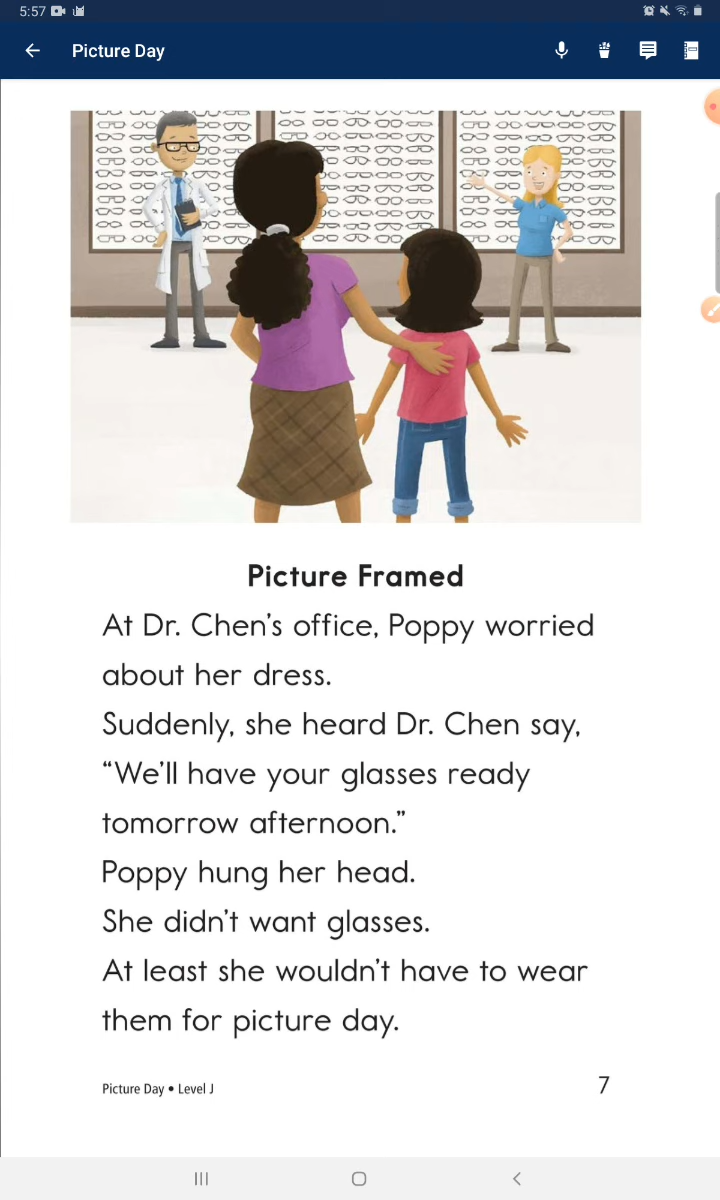 5:57
Picture Day
Picture Framed
At Dr. Chen's office, Poppy worried
about her dress.
Suddenly, she heard Dr. Chen say,
“We'll have your glasses ready
tomorrow afternoon.”
Poppy hung her head.
She didn't want glasses.
At least she wouldn't have to wear
them for picture day.
Picture Day • Level J
7